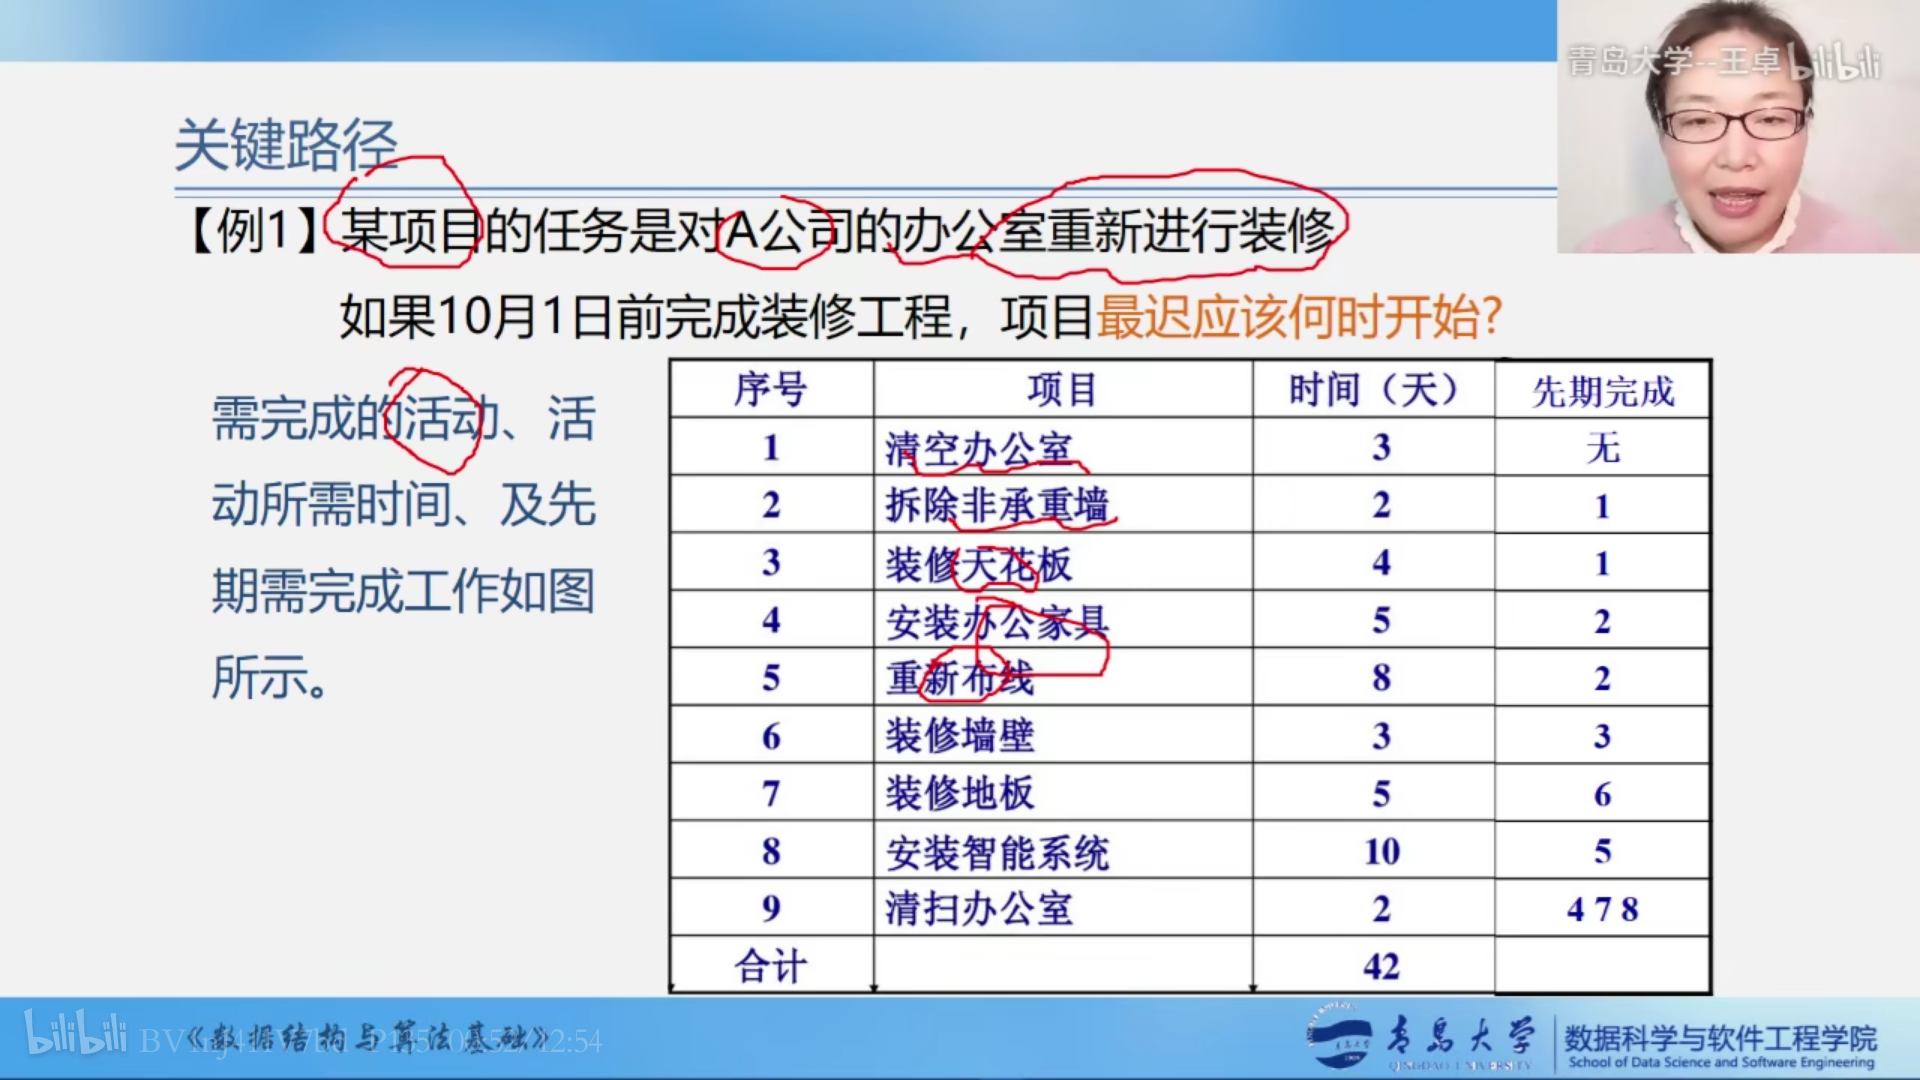 青岛大学--王卓 bilibili
关键路径
【例1】某项目的任务是对A公司的办公室重新进行装修
如果10月1日前完成装修工程，项目最迟应该何时开始?
需完成的活动、活
动所需时间、及先
期需完成工作如图
所示。
序号 项目 时间（天） 先期完成
1 清空办公室 3 无
2 拆除非承重墙 2 1
3 装修天花板 4 1
4 安装办公家具 5 2
5 重新布线 8 2
6 装修墙壁 3 3
7 装修地板 5 6
8 安装智能系统 10 5
9 清扫办公室 2 4 7 8
合计 42
bilibili
《数据结构与算法基础》
12:54
青岛大学
QINGDAO UNIVERSITY
数据科学与软件工程学院
School of Data Science and Software Engineering